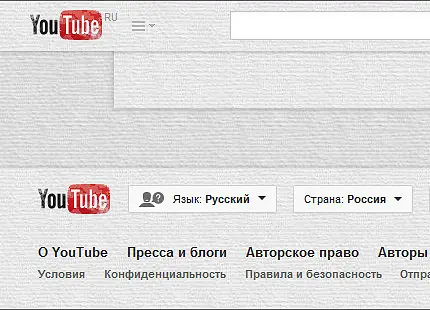 YouTube RU
YouTube Язык: Русский Страна: Россия
О YouTube Пресса и блоги Авторское право Авторы
Условия Конфиденциальность Правила и безопасность Отпра